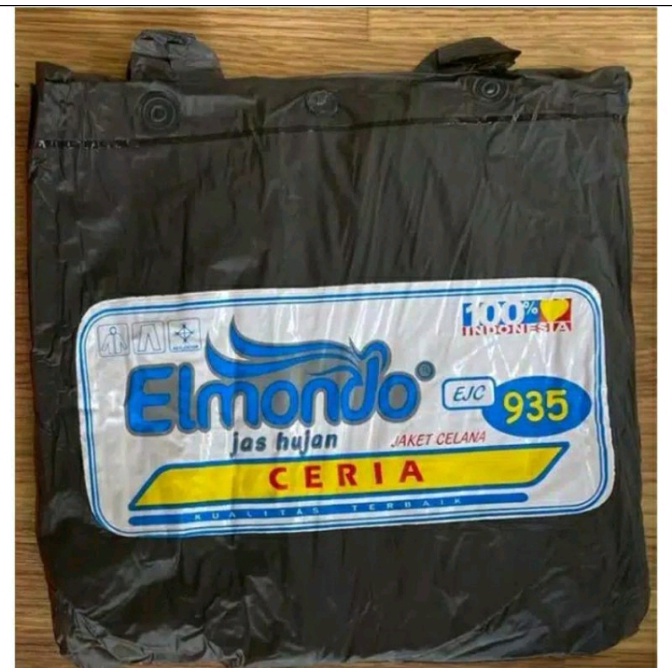 100%
INDONESIA
Elmondo®
EJC 935
jas hujan
JAKET CELANA
CERIA
KUALITAS TERBAIK